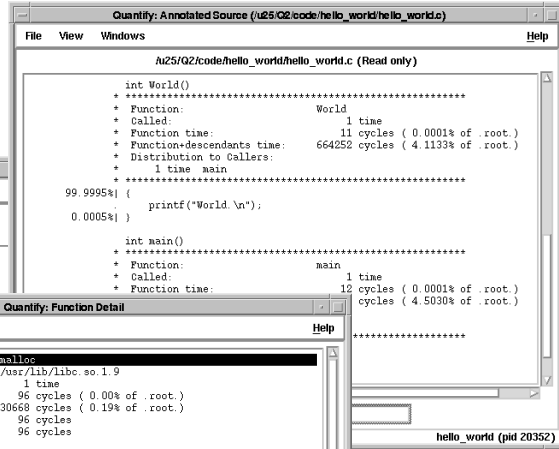 Quantify: Annotated Source (/u25/Q2/code/hello_world/hello_world.c)
File View Windows Help
/u25/Q2/code/hello_world/hello_world.c (Read only)
int World()
* **************************************************
* Function: World
* Called: 1 time
* Function time: 11 cycles ( 0.0001% of .root.)
* Function+descendants time: 664252 cycles ( 4.1133% of .root.)
* Distribution to Callers:
* 1 time main
* **************************************************
99.9995%| {
. printf("World.\n");
0.0005%| }
int main()
* **************************************************
* Function: main
* Called: 1 time
* Function time: 12 cycles ( 0.0001% of .root.)
cycles ( 4.5030% of .root.)
******************
Quantify: Function Detail
Help
malloc
/usr/lib/libc.so.1.9
1 time
96 cycles ( 0.00% of .root.)
30668 cycles ( 0.19% of .root.)
96 cycles
96 cycles
hello_world (pid 20352)